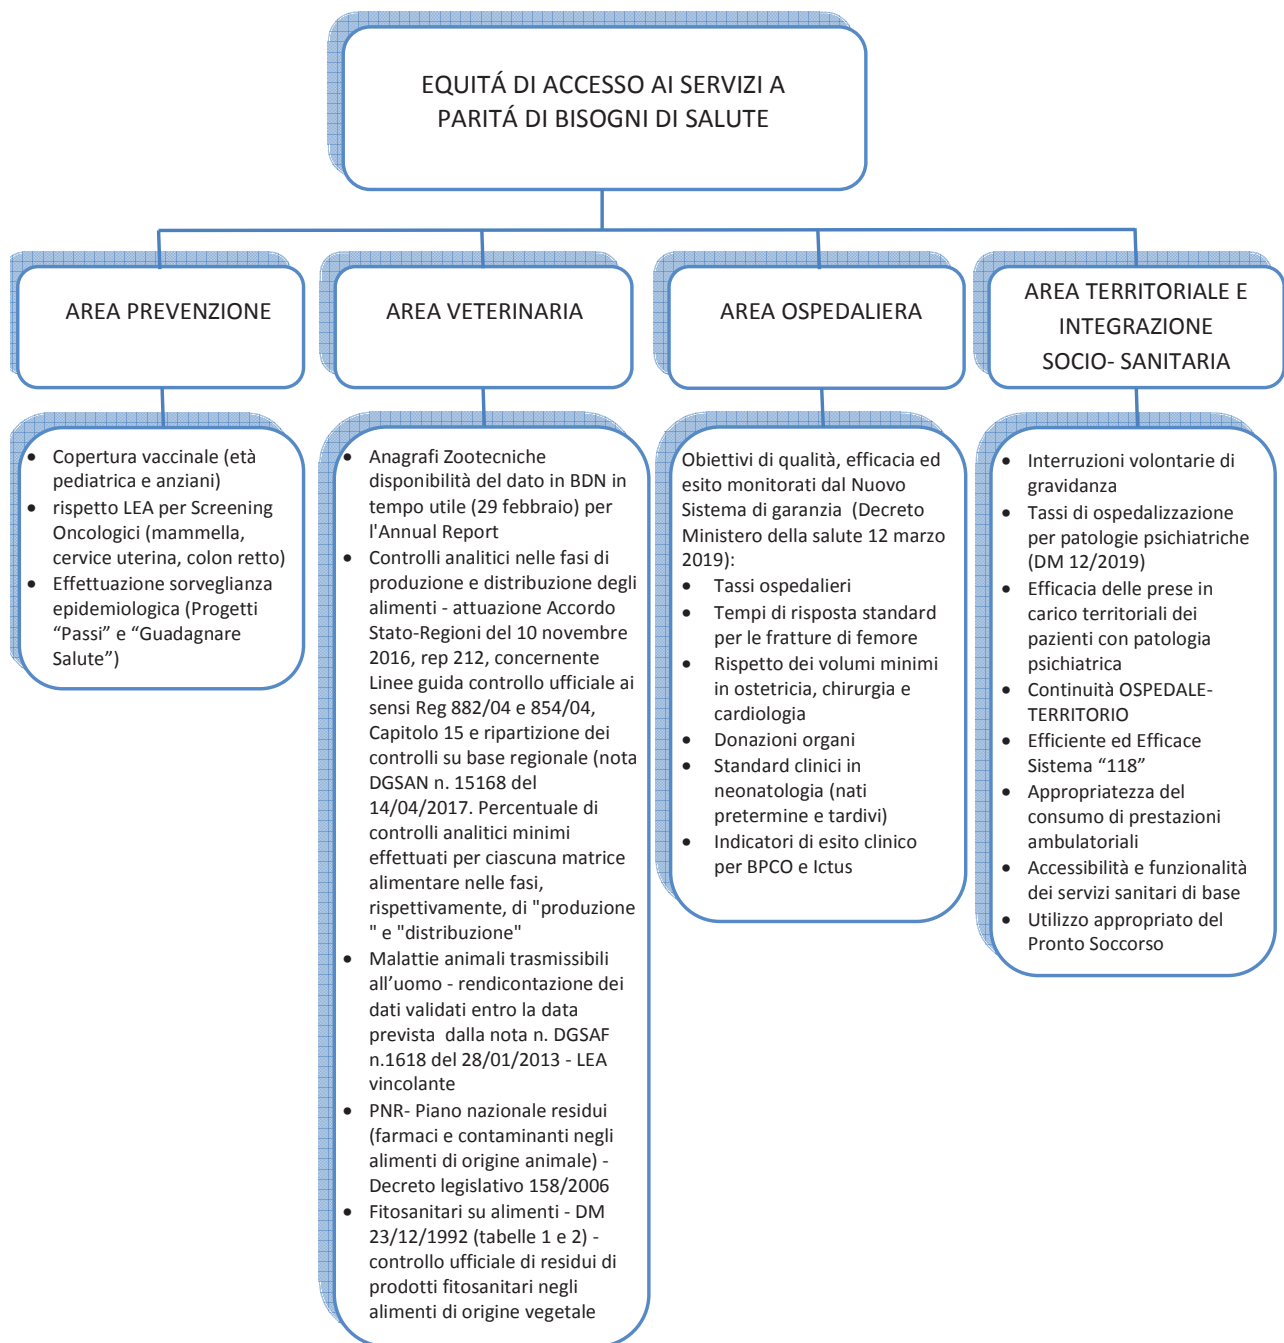 EQUITÁ DI ACCESSO AI SERVIZI A
PARITÁ DI BISOGNI DI SALUTE
AREA PREVENZIONE
AREA VETERINARIA
AREA OSPEDALIERA
AREA TERRITORIALE E
INTEGRAZIONE
SOCIO- SANITARIA
• Copertura vaccinale (età
pediatrica e anziani)
• rispetto LEA per Screening
Oncologici (mammella,
cervice uterina, colon retto)
• Effettuazione sorveglianza
epidemiologica (Progetti
“Passi” e “Guadagnare
Salute”)
• Anagrafi Zootecniche
disponibilità del dato in BDN in
tempo utile (29 febbraio) per
l'Annual Report
• Controlli analitici nelle fasi di
produzione e distribuzione degli
alimenti - attuazione Accordo
Stato-Regioni del 10 novembre
2016, rep 212, concernente
Linee guida controllo ufficiale ai
sensi Reg 882/04 e 854/04,
Capitolo 15 e ripartizione dei
controlli su base regionale (nota
DGSAN n. 15168 del
14/04/2017. Percentuale di
controlli analitici minimi
effettuati per ciascuna matrice
alimentare nelle fasi,
rispettivamente, di "produzione
" e "distribuzione"
• Malattie animali trasmissibili
all’uomo - rendicontazione dei
dati validati entro la data
prevista dalla nota n. DGSAF
n.1618 del 28/01/2013 - LEA
vincolante
• PNR- Piano nazionale residui
(farmaci e contaminanti negli
alimenti di origine animale) -
Decreto legislativo 158/2006
• Fitosanitari su alimenti - DM
23/12/1992 (tabelle 1 e 2) -
controllo ufficiale di residui di
prodotti fitosanitari negli
alimenti di origine vegetale
Obiettivi di qualità, efficacia ed
esito monitorati dal Nuovo
Sistema di garanzia (Decreto
Ministero della salute 12 marzo
2019):
• Tassi ospedalieri
• Tempi di risposta standard
per le fratture di femore
• Rispetto dei volumi minimi
in ostetricia, chirurgia e
cardiologia
• Donazioni organi
• Standard clinici in
neonatologia (nati
pretermine e tardivi)
• Indicatori di esito clinico
per BPCO e Ictus
• Interruzioni volontarie di
gravidanza
• Tassi di ospedalizzazione
per patologie psichiatriche
(DM 12/2019)
• Efficacia delle prese in
carico territoriali dei
pazienti con patologia
psichiatrica
• Continuità OSPEDALE-
TERRITORIO
• Efficiente ed Efficace
Sistema “118”
• Appropriatezza del
consumo di prestazioni
ambulatoriali
• Accessibilità e funzionalità
dei servizi sanitari di base
• Utilizzo appropriato del
Pronto Soccorso